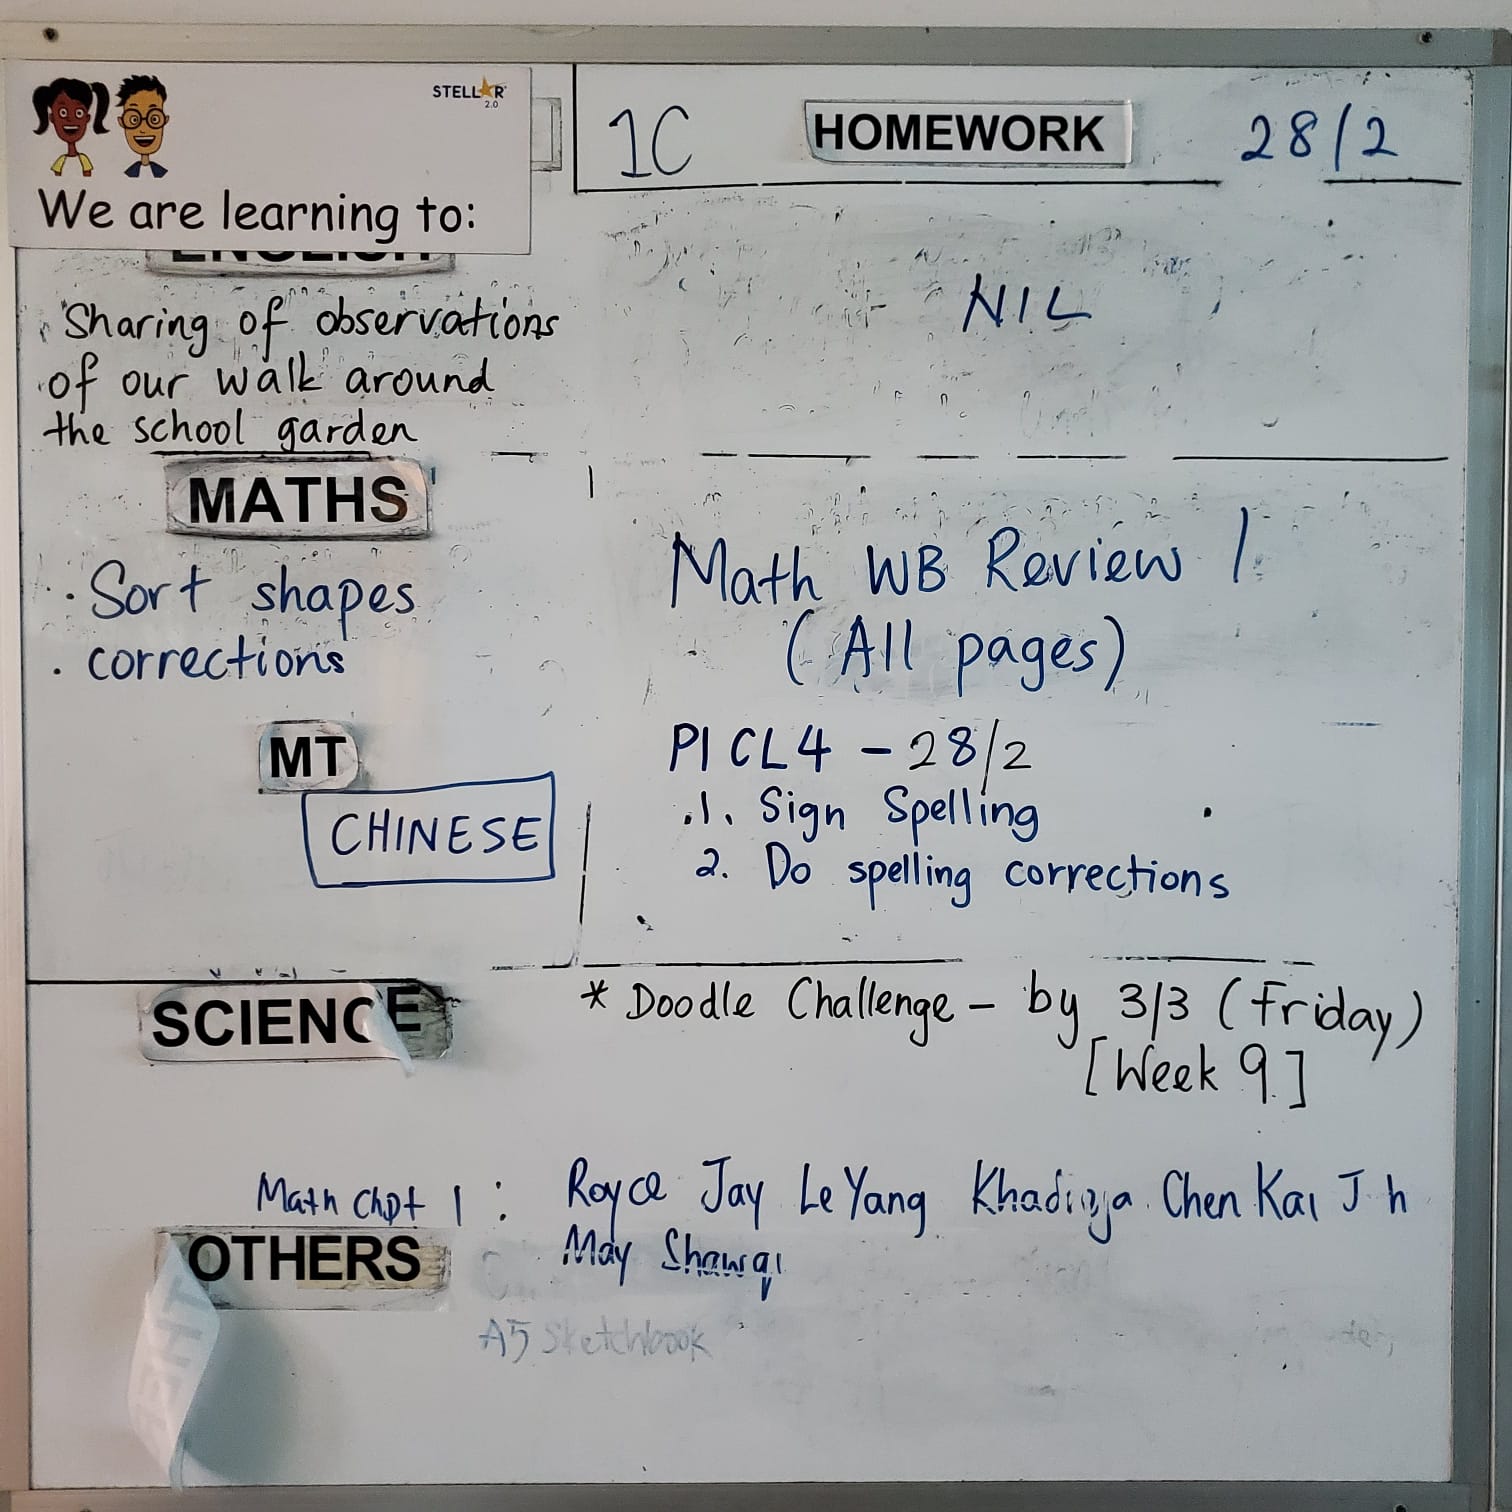 STELLAR
2.0
We are learning to:
ENGLISH
1C HOMEWORK 28/2
Sharing of observations
of our walk around
the school garden
NIL
MATHS
· Sort shapes
· corrections
Math WB Review 1
(All pages)
MT
CHINESE
P1 CL4 - 28/2
1. Sign Spelling
2. Do spelling corrections
SCIENCE
* Doodle Challenge - by 3/3 (Friday)
[Week 9]
Math Chpt 1 : Royce Jay Le Yang Khadijya Chen Kai
May Shawqi
OTHERS
A5 Sketchbook